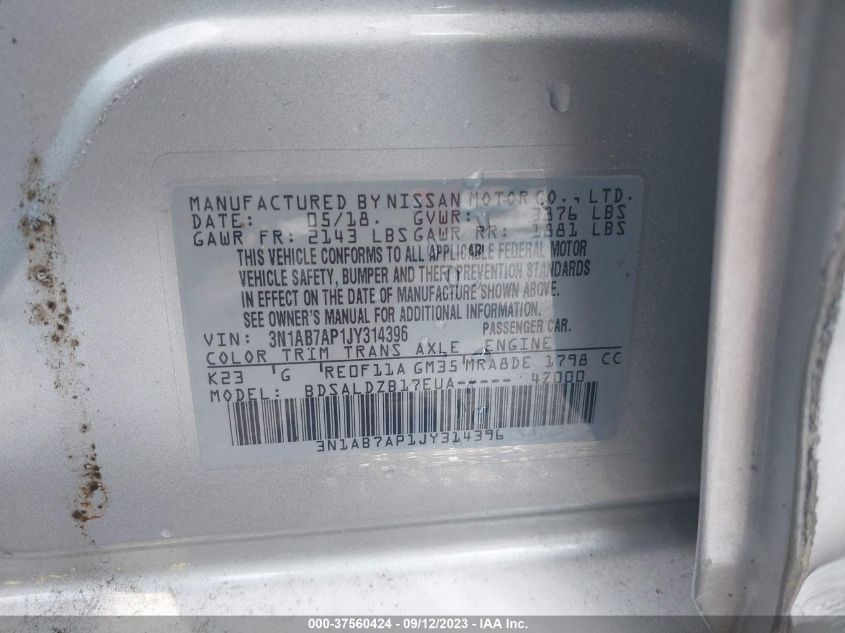 MANUFACTURED BY NISSAN MOTOR CO., LTD.
DATE: 05/18. GVWR: 3376 LBS
GAWR FR: 2143 LBS GAWR RR: 1381 LBS
THIS VEHICLE CONFORMS TO ALL APPLICABLE FEDERAL MOTOR
VEHICLE SAFETY, BUMPER AND THEFT PREVENTION STANDARDS
IN EFFECT ON THE DATE OF MANUFACTURE SHOWN ABOVE.
SEE OWNER'S MANUAL FOR ADDITIONAL INFORMATION.
VIN: 3N1AB7AP1JY314396 PASSENGER CAR.
COLOR TRIM TRANS AXLE ENGINE
K23 G RE0F11A GM35 MRA8DE 1798 CC
MODEL: BDSALDZB17EUA----- 4Z000
3N1AB7AP1JY314396
000-37560424 - 09/12/2023 - IAA Inc.